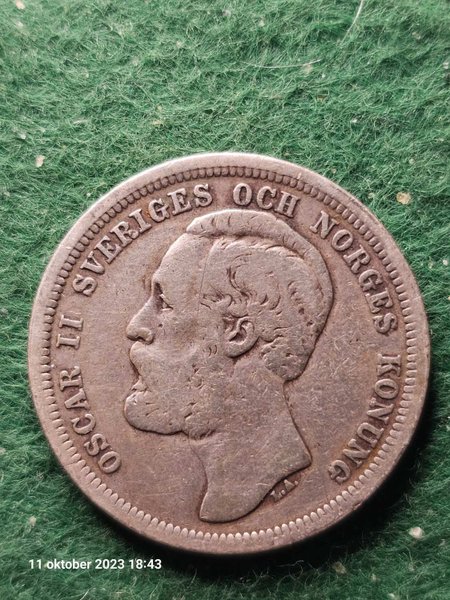 OSCAR II SVERIGES OCH NORGES KONUNG
L.A.
11 oktober 2023 18:43